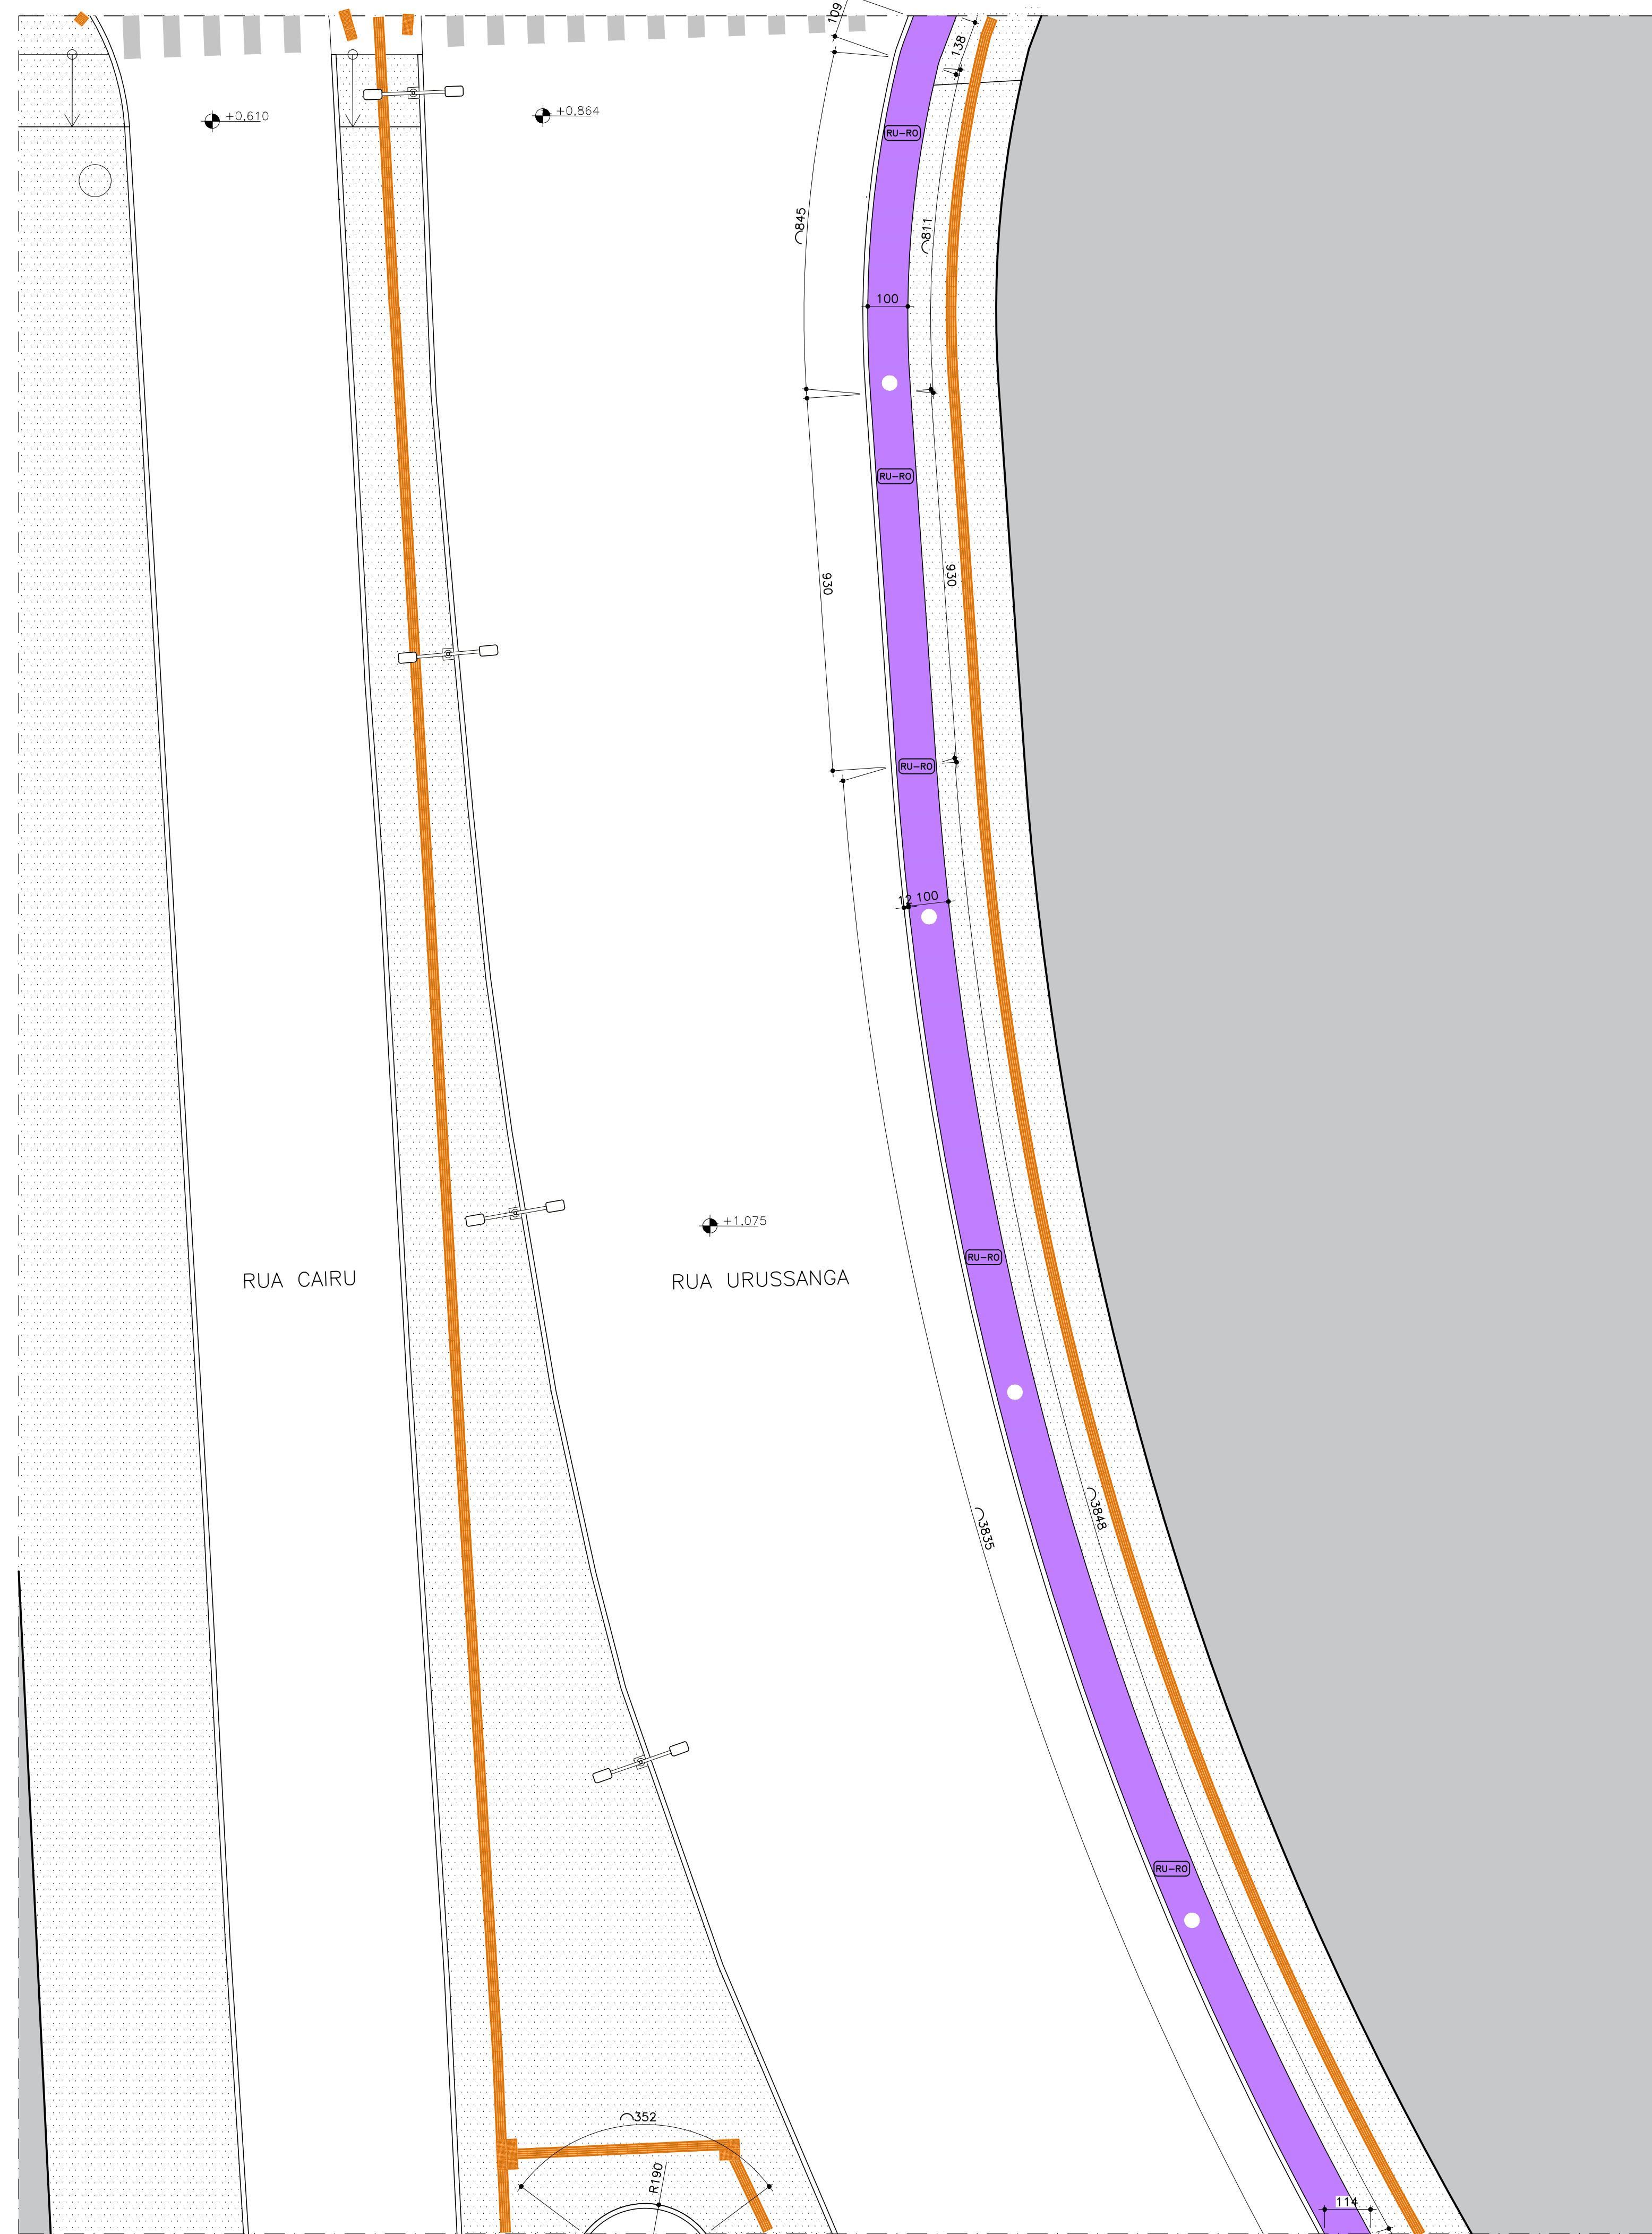 109
138
RU-RO
+0,610
+0,864
845
811
100
RU-RO
930
930
RU-RO
12 100
+1,075
RU-RO
RUA CAIRU
RUA URUSSANGA
3848
3835
RU-RO
352
R190
114